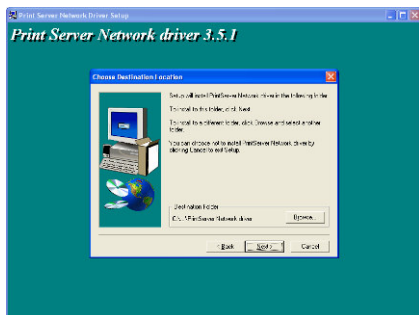 Print Server Network Driver Setup
Print Server Network driver 3.5.1
Choose Destination Location
Setup will install PrintServer Network driver in the following folder.
To install to this folder, click Next.
To install to a different folder, click Browse and select another
folder.
You can choose not to install PrintServer Network driver by
clicking Cancel to exit Setup.
Destination Folder
C:\...\PrintServer Network driver
Browse...
< Back
Next >
Cancel